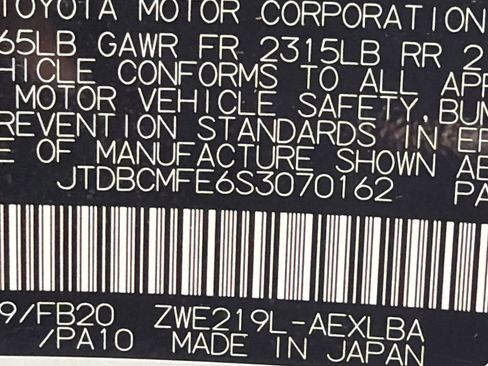 TOYOTA MOTOR CORPORATION
65LB GAWR FR 2315LB RR 2
HICLE CONFORMS TO ALL APP
MOTOR VEHICLE SAFETY, BUM
REVENTION STANDARDS IN EF
E OF MANUFACTURE SHOWN AB
JTDBCMFE6S3070162 PA
9/FB20 ZWE219L-AEXLBA
/PA10 MADE IN JAPAN